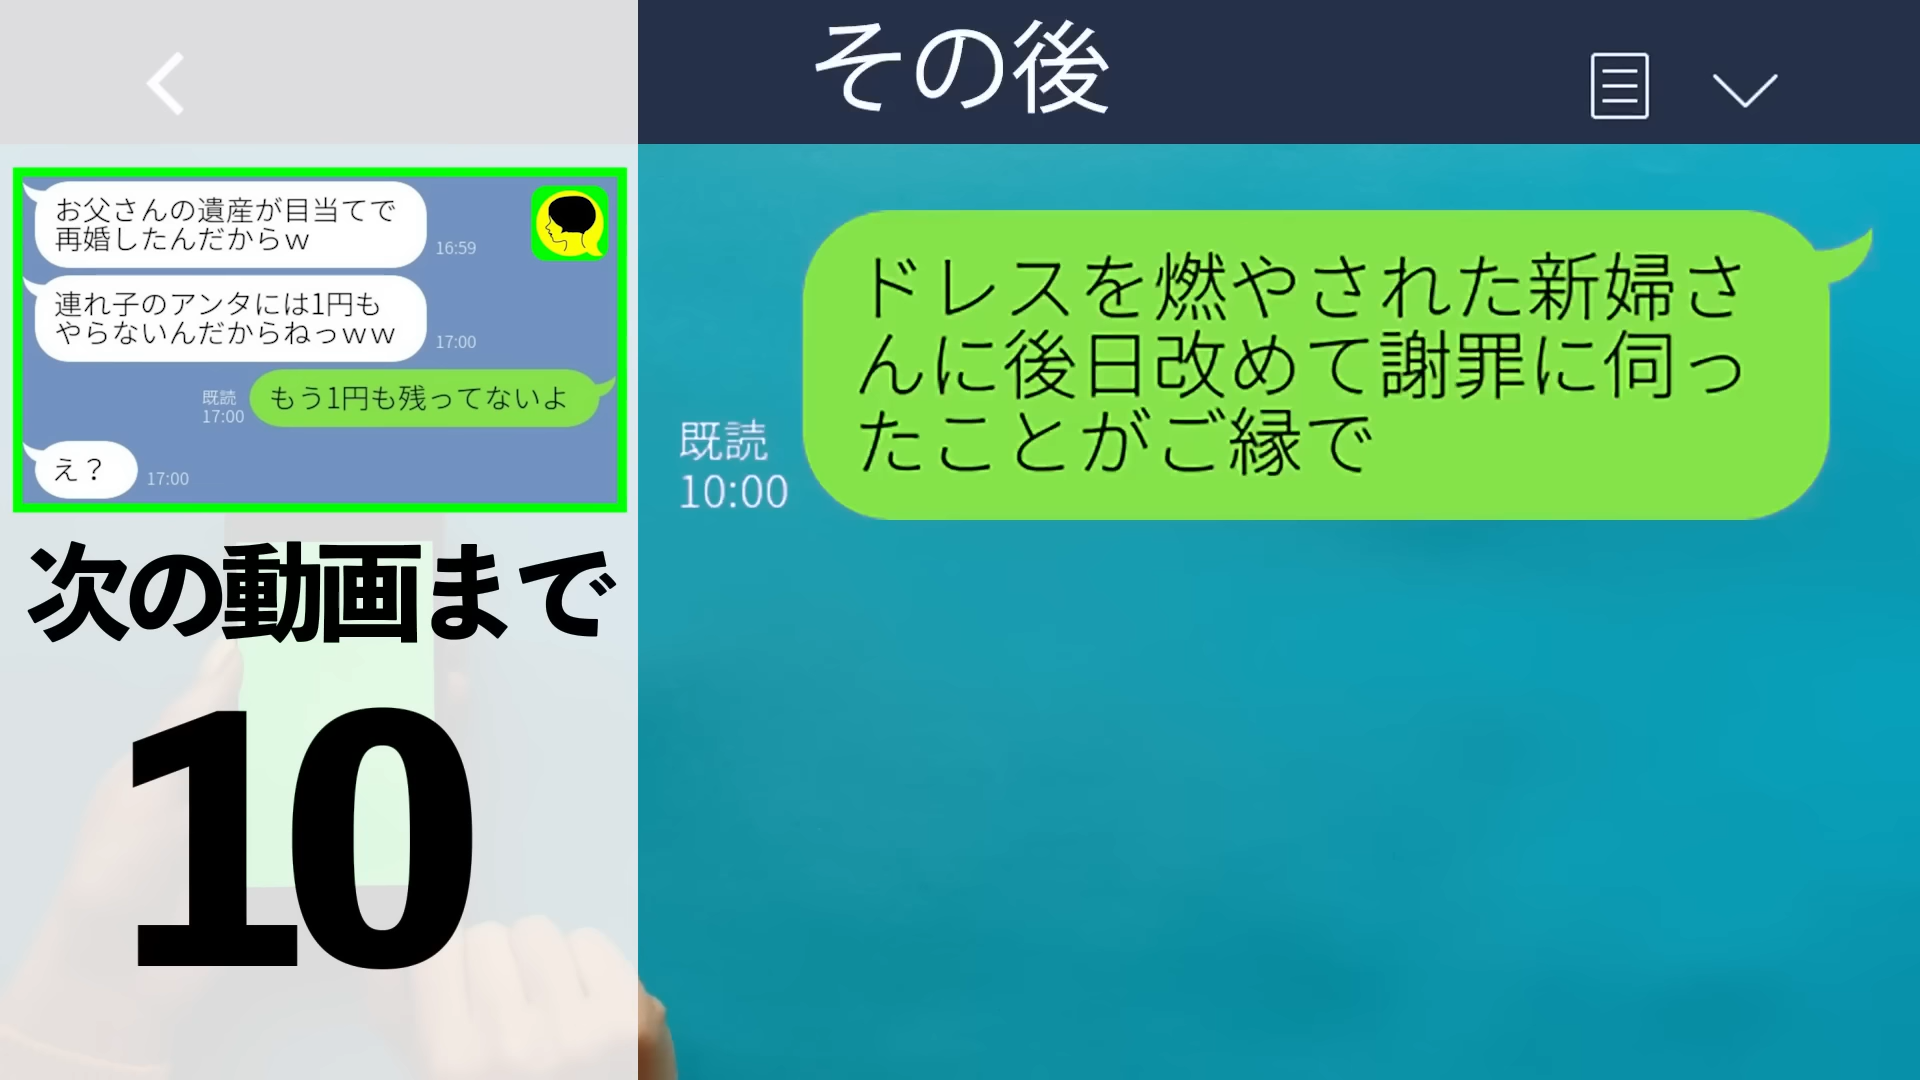 その後
お父さんの遺産が目当てで
再婚したんだからｗ
16:59
連れ子のアンタには1円も
やらないんだからねっｗｗ
17:00
もう1円も残ってないよ
既読
17:00
え？
17:00
次の動画まで
10
ドレスを燃やされた新婦さ
んに後日改めて謝罪に伺っ
たことがご縁で
既読
10:00